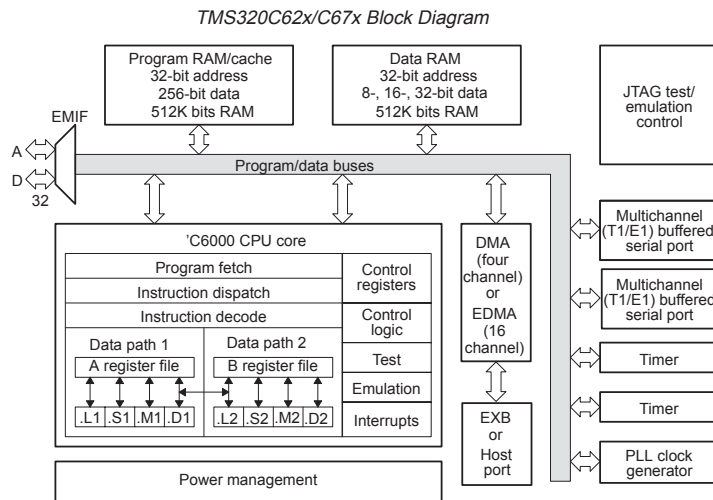 TMS320C62x/C67x Block Diagram
Program RAM/cache
32-bit address
256-bit data
512K bits RAM
Data RAM
32-bit address
8-, 16-, 32-bit data
512K bits RAM
JTAG test/
emulation
control
EMIF
A
D
32
Program/data buses
'C6000 CPU core
Program fetch
Instruction dispatch
Instruction decode
Control
registers
Control
logic
Test
Emulation
Interrupts
Data path 1
A register file
.L1 .S1 .M1 .D1
Data path 2
B register file
.L2 .S2 .M2 .D2
DMA
(four
channel)
or
EDMA
(16
channel)
EXB
or
Host
port
Multichannel
(T1/E1) buffered
serial port
Multichannel
(T1/E1) buffered
serial port
Timer
Timer
PLL clock
generator
Power management